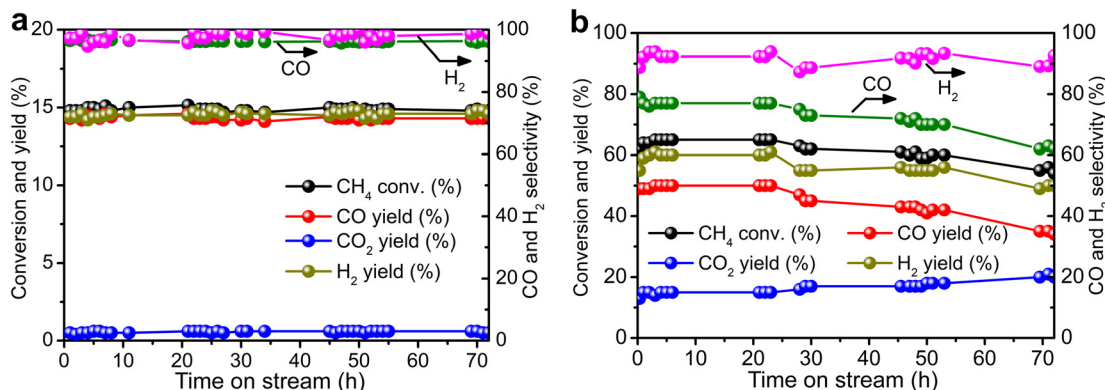 a
20
15
10
5
0
Conversion and yield (%)
100
80
60
40
20
0
CO and H2 selectivity (%)
CO
H2
CH4 conv. (%)
CO yield (%)
CO2 yield (%)
H2 yield (%)
0 10 20 30 40 50 60 70
Time on stream (h)
b
100
80
60
40
20
0
Conversion and yield (%)
100
80
60
40
20
0
CO and H2 selectivity (%)
CO
H2
CH4 conv. (%) CO yield (%)
CO2 yield (%) H2 yield (%)
0 10 20 30 40 50 60 70
Time on stream (h)